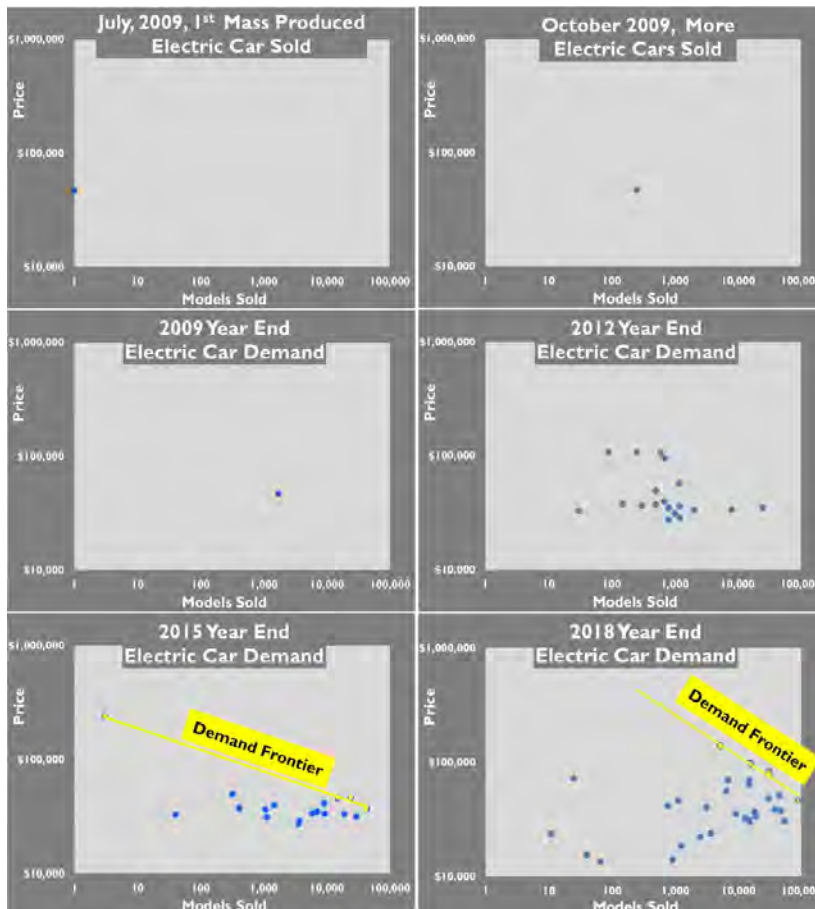 July, 2009, 1st Mass Produced
Electric Car Sold
$1,000,000
$100,000
$10,000
Price
1 10 100 1,000 10,000 100,000
Models Sold
October 2009, More
Electric Cars Sold
$1,000,000
$100,000
$10,000
Price
1 10 100 1,000 10,000 100,000
Models Sold
2009 Year End
Electric Car Demand
$1,000,000
$100,000
$10,000
Price
1 10 100 1,000 10,000 100,000
Models Sold
2012 Year End
Electric Car Demand
$1,000,000
$100,000
$10,000
Price
1 10 100 1,000 10,000 100,000
Models Sold
2015 Year End
Electric Car Demand
$1,000,000
$100,000
$10,000
Price
Demand Frontier
1 10 100 1,000 10,000 100,000
Models Sold
2018 Year End
Electric Car Demand
$1,000,000
$100,000
$10,000
Price
Demand Frontier
1 10 100 1,000 10,000 100,000
Models Sold